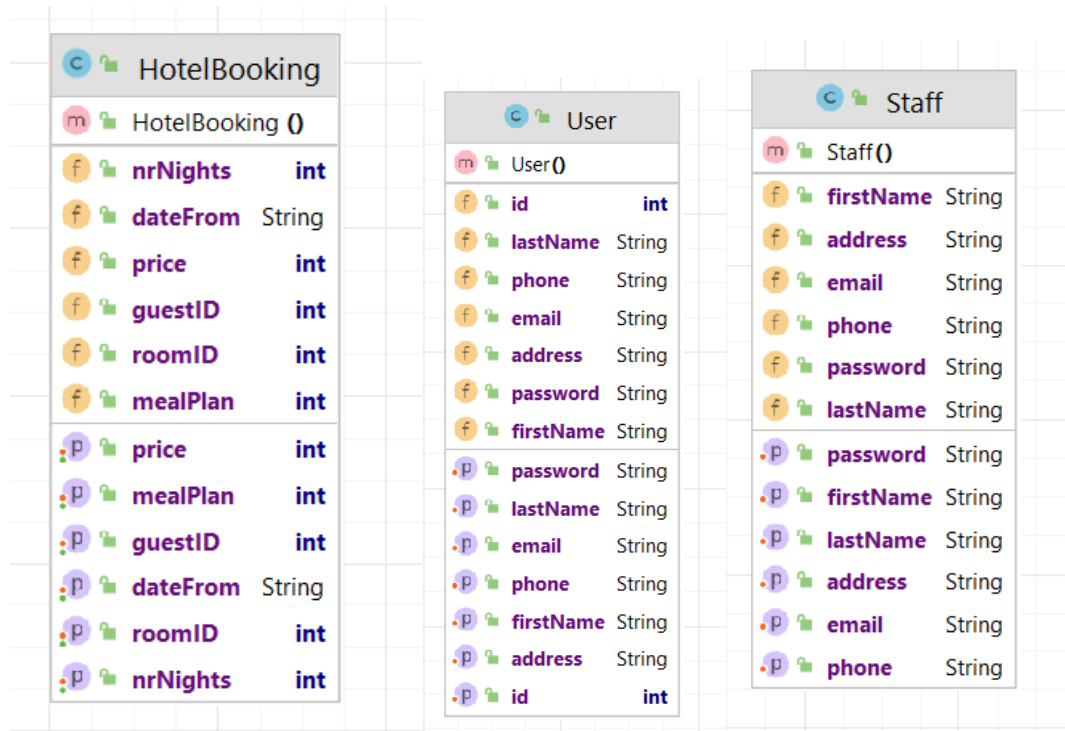 HotelBooking
m HotelBooking ()
f nrNights int
f dateFrom String
f price int
f guestID int
f roomID int
f mealPlan int
p price int
p mealPlan int
p guestID int
p dateFrom String
p roomID int
p nrNights int
C User
m User()
f id int
f lastName String
f phone String
f email String
f address String
f password String
f firstName String
p password String
p lastName String
p email String
p phone String
p firstName String
p address String
p id int
C Staff
m Staff()
f firstName String
f address String
f email String
f phone String
f password String
f lastName String
p password String
p firstName String
p lastName String
p address String
p email String
p phone String